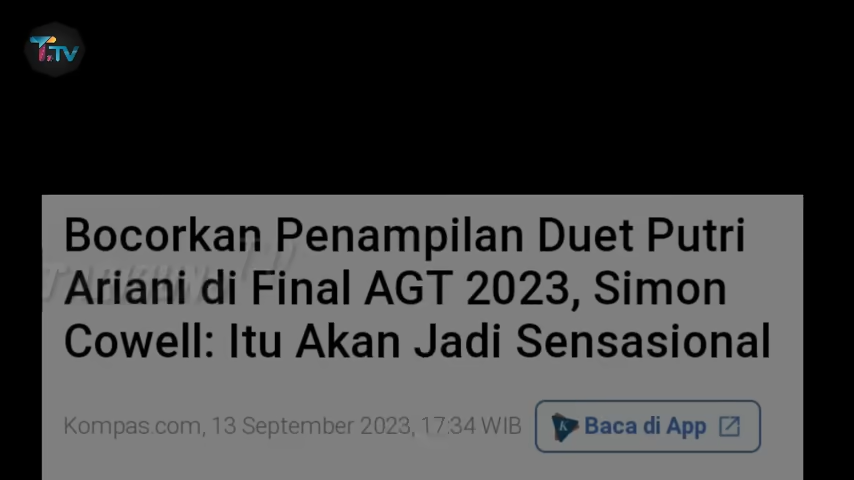 TiTV
Bocorkan Penampilan Duet Putri
Ariani di Final AGT 2023, Simon
Cowell: Itu Akan Jadi Sensasional
Kompas.com, 13 September 2023, 17:34 WIB
K Baca di App